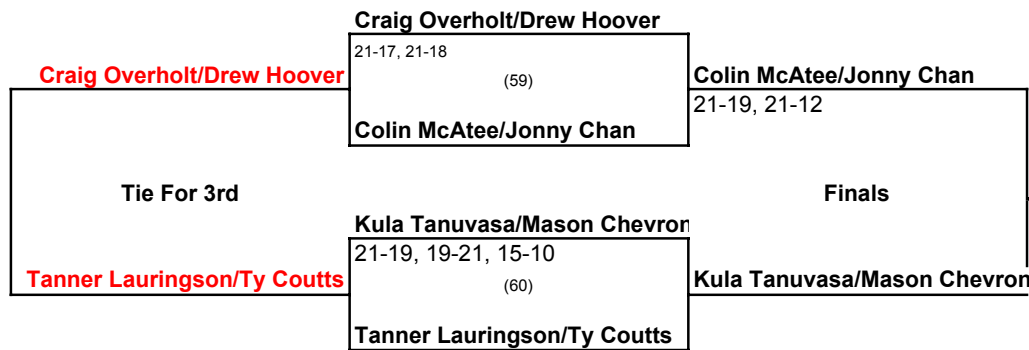 Craig Overholt/Drew Hoover
21-17, 21-18
Craig Overholt/Drew Hoover
(59)
Colin McAtee/Jonny Chan
21-19, 21-12
Colin McAtee/Jonny Chan
Tie For 3rd
Finals
Kula Tanuvasa/Mason Chevron
21-19, 19-21, 15-10
Tanner Lauringson/Ty Coutts
(60)
Kula Tanuvasa/Mason Chevron
Tanner Lauringson/Ty Coutts